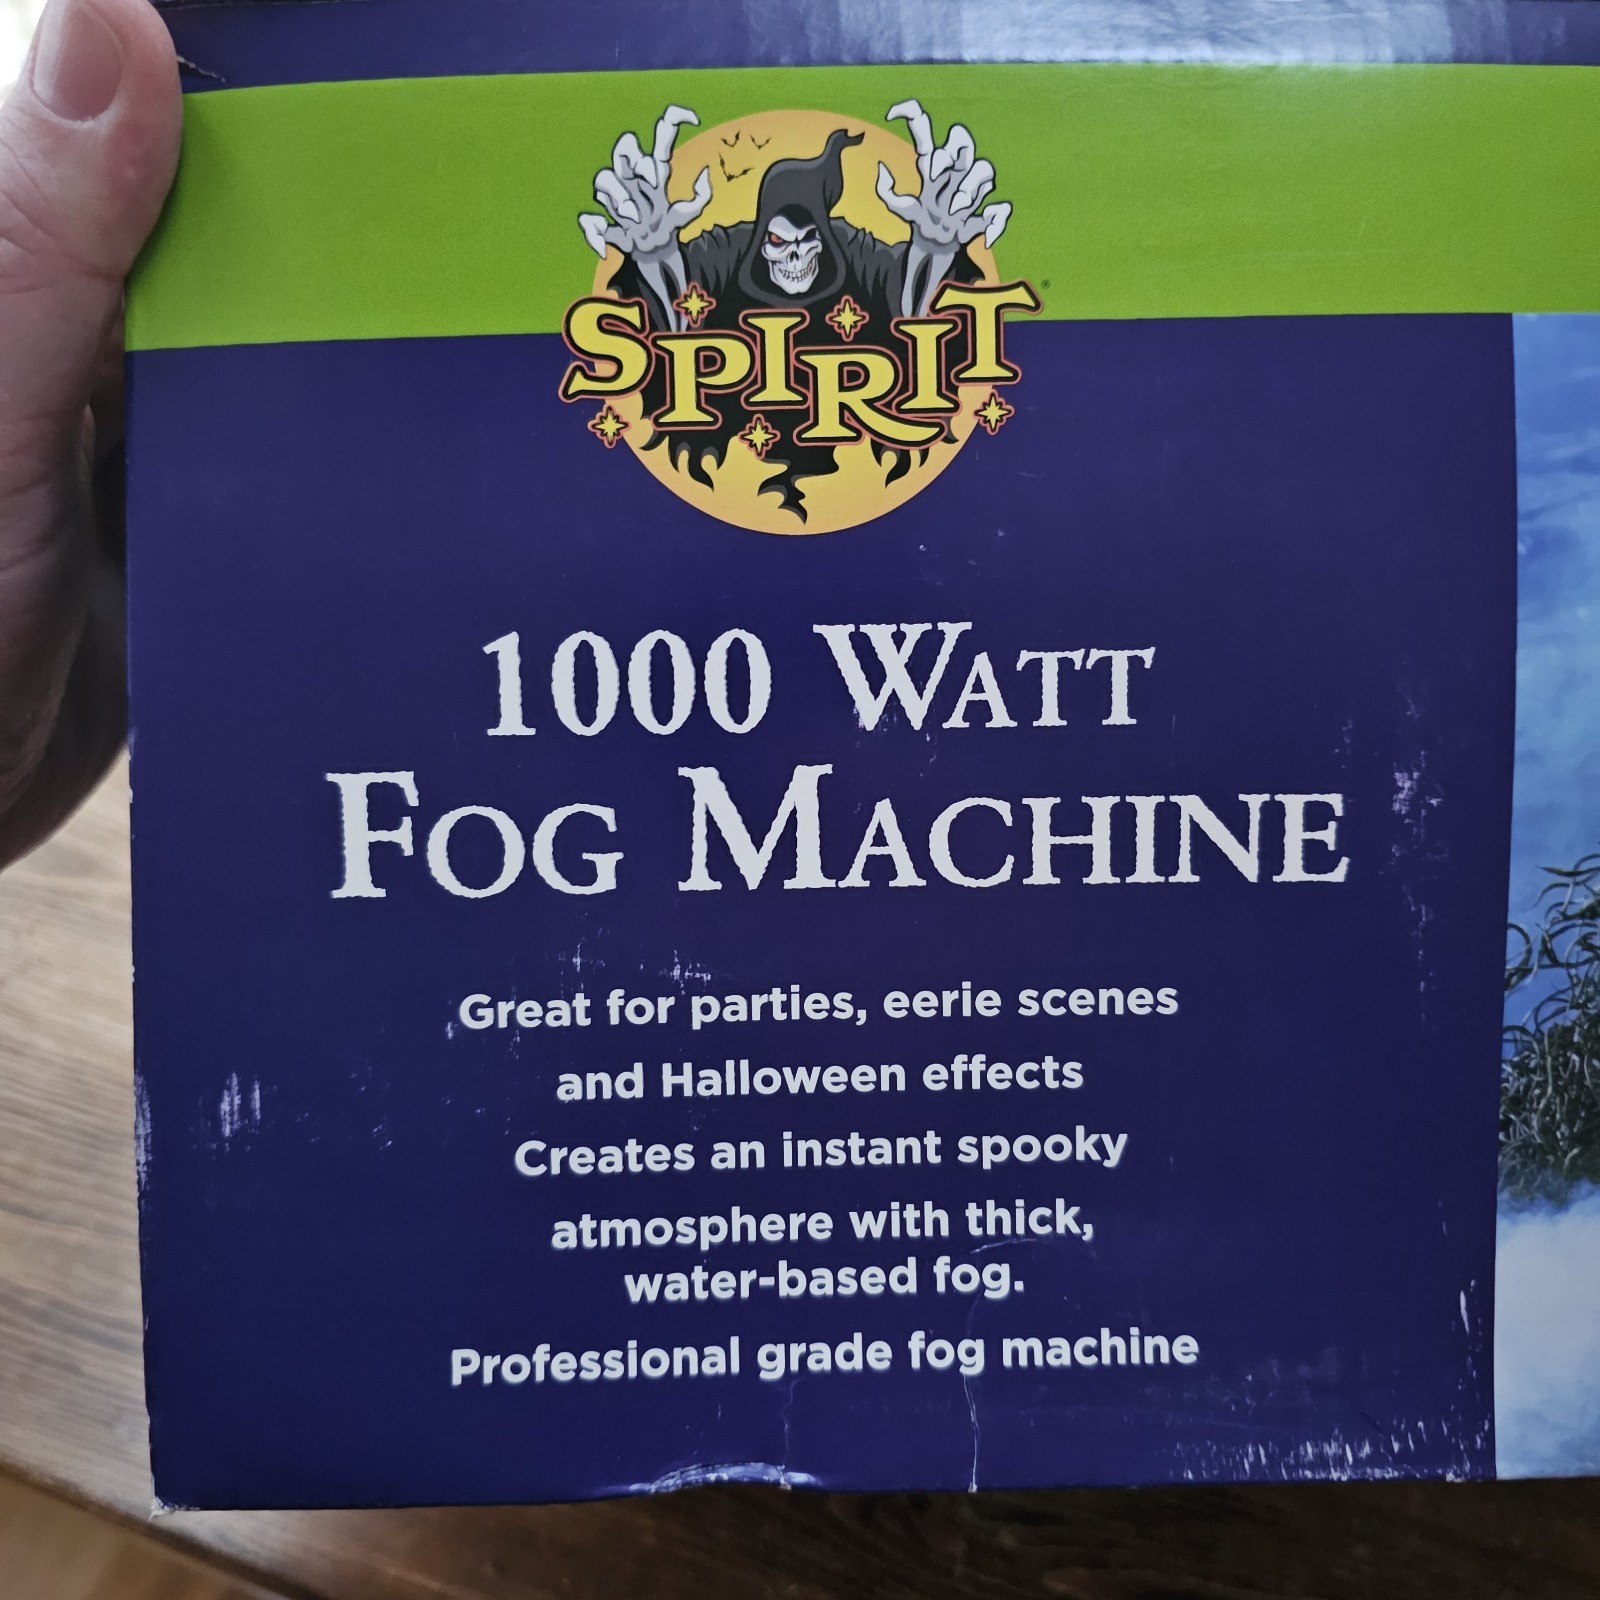 SPIRIT
1000 WATT
FOG MACHINE
Great for parties, eerie scenes
and Halloween effects
Creates an instant spooky
atmosphere with thick,
water-based fog.
Professional grade fog machine